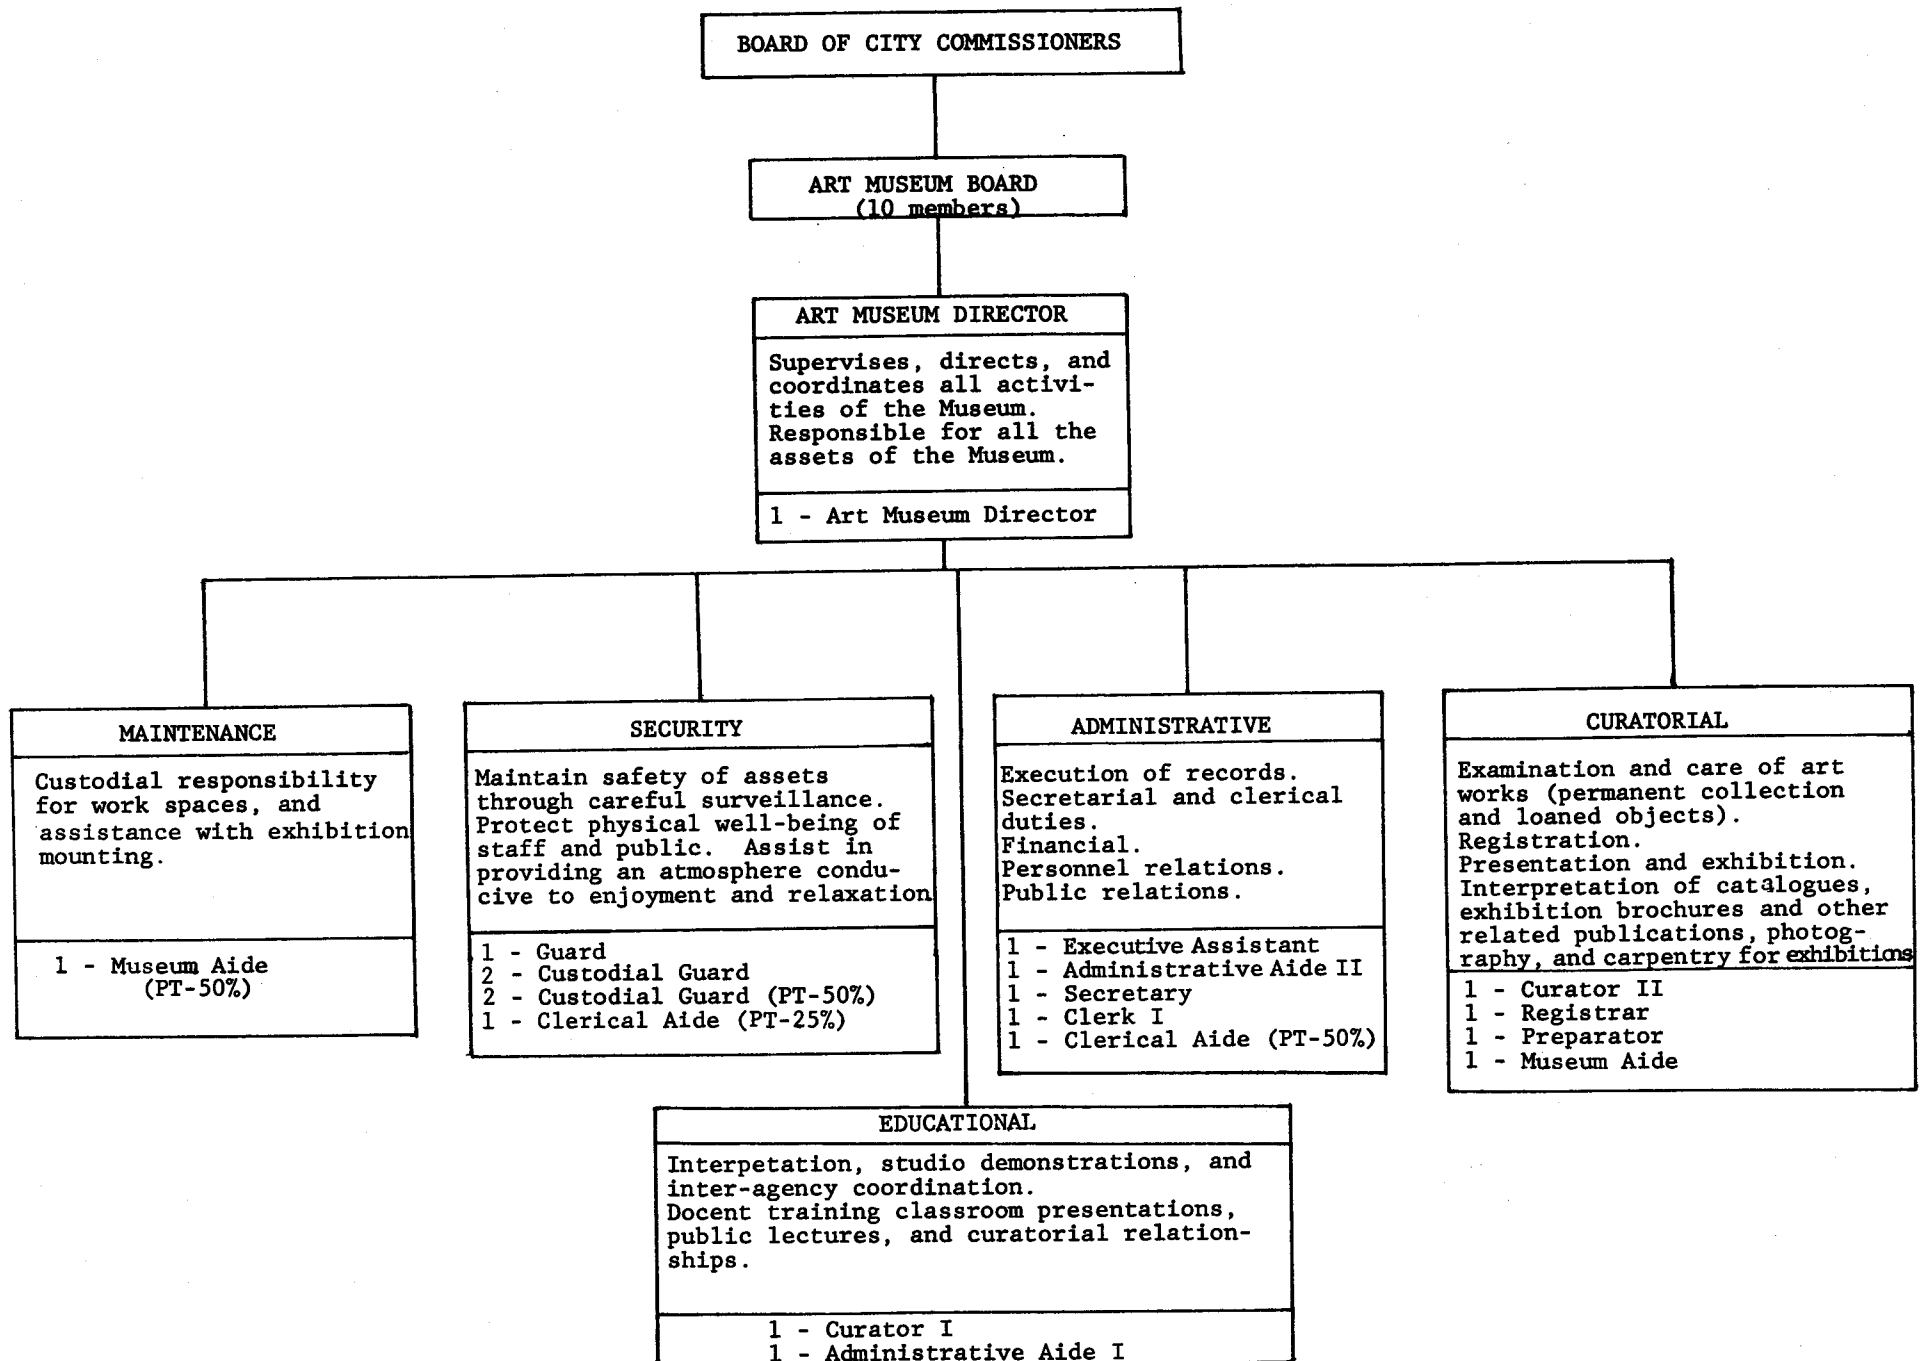 BOARD OF CITY COMMISSIONERS
ART MUSEUM BOARD
(10 members)
ART MUSEUM DIRECTOR
Supervises, directs, and
coordinates all activi-
ties of the Museum.
Responsible for all the
assets of the Museum.
1 - Art Museum Director
MAINTENANCE
Custodial responsibility
for work spaces, and
assistance with exhibition
mounting.
1 - Museum Aide
(PT-50%)
SECURITY
Maintain safety of assets
through careful surveillance.
Protect physical well-being of
staff and public.  Assist in
providing an atmosphere condu-
cive to enjoyment and relaxation
1 - Guard
2 - Custodial Guard
2 - Custodial Guard (PT-50%)
1 - Clerical Aide (PT-25%)
ADMINISTRATIVE
Execution of records.
Secretarial and clerical
duties.
Financial.
Personnel relations.
Public relations.
1 - Executive Assistant
1 - Administrative Aide II
1 - Secretary
1 - Clerk I
1 - Clerical Aide (PT-50%)
CURATORIAL
Examination and care of art
works (permanent collection
and loaned objects).
Registration.
Presentation and exhibition.
Interpretation of catalogues,
exhibition brochures and other
related publications, photog-
raphy, and carpentry for exhibitions
1 - Curator II
1 - Registrar
1 - Preparator
1 - Museum Aide
EDUCATIONAL
Interpetation, studio demonstrations, and
inter-agency coordination.
Docent training classroom presentations,
public lectures, and curatorial relation-
ships.
1 - Curator I
1 - Administrative Aide I